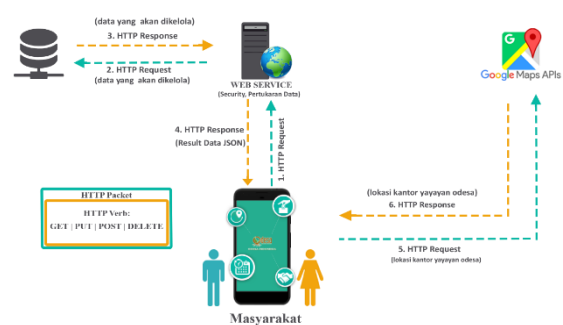 (data yang akan dikelola)
3. HTTP Response
2. HTTP Request
(data yang akan dikelola)
WEB SERVICE
(Security, Pertukaran Data)
Google Maps APIs
4. HTTP Response
(Result Data JSON)
1. HTTP Request
HTTP Packet
HTTP Verb:
GET | PUT | POST | DELETE
(lokasi kantor yayayan odesa)
6. HTTP Response
5. HTTP Request
(lokasi kantor yayayan odesa)
Masyarakat